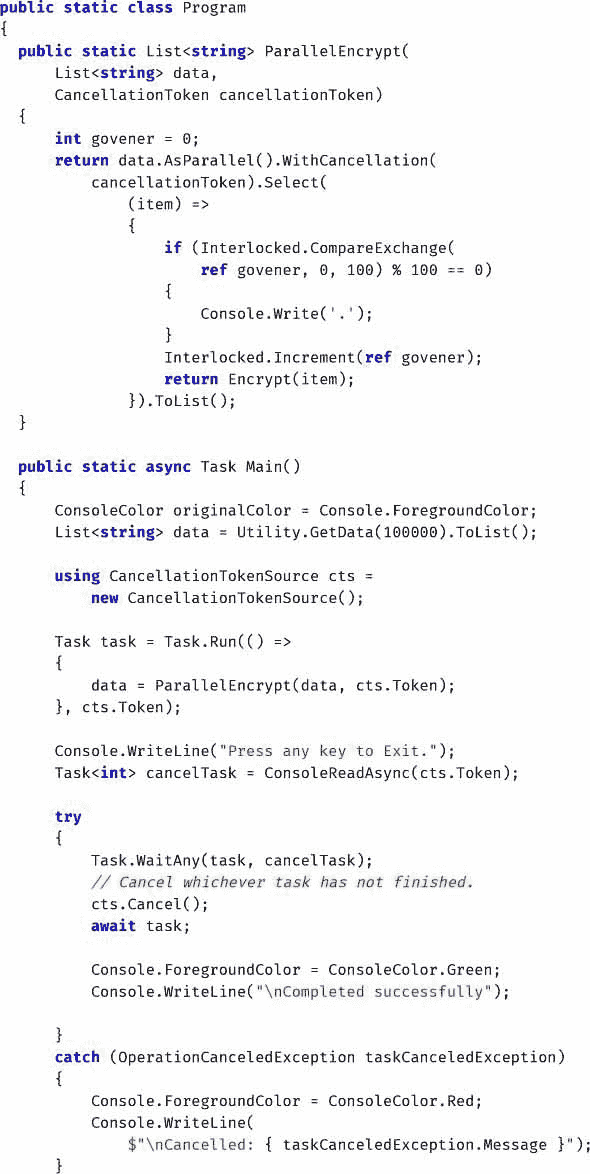 public static class Program
{
  public static List<string> ParallelEncrypt(
      List<string> data,
      CancellationToken cancellationToken)
  {
      int govener = 0;
      return data.AsParallel().WithCancellation(
          cancellationToken).Select(
              (item) =>
              {
                  if (Interlocked.CompareExchange(
                      ref govener, 0, 100) % 100 == 0)
                  {
                      Console.Write('.');
                  }
                  Interlocked.Increment(ref govener);
                  return Encrypt(item);
              }).ToList();
  }
  public static async Task Main()
  {
      ConsoleColor originalColor = Console.ForegroundColor;
      List<string> data = Utility.GetData(100000).ToList();
      using CancellationTokenSource cts =
          new CancellationTokenSource();
      Task task = Task.Run(() =>
      {
          data = ParallelEncrypt(data, cts.Token);
      }, cts.Token);
      Console.WriteLine("Press any key to Exit.");
      Task<int> cancelTask = ConsoleReadAsync(cts.Token);
      try
      {
          Task.WaitAny(task, cancelTask);
          // Cancel whichever task has not finished.
          cts.Cancel();
          await task;
          Console.ForegroundColor = ConsoleColor.Green;
          Console.WriteLine("\nCompleted successfully");
      }
      catch (OperationCanceledException taskCanceledException)
      {
          Console.ForegroundColor = ConsoleColor.Red;
          Console.WriteLine(
              $"\nCancelled: { taskCanceledException.Message }");
      }